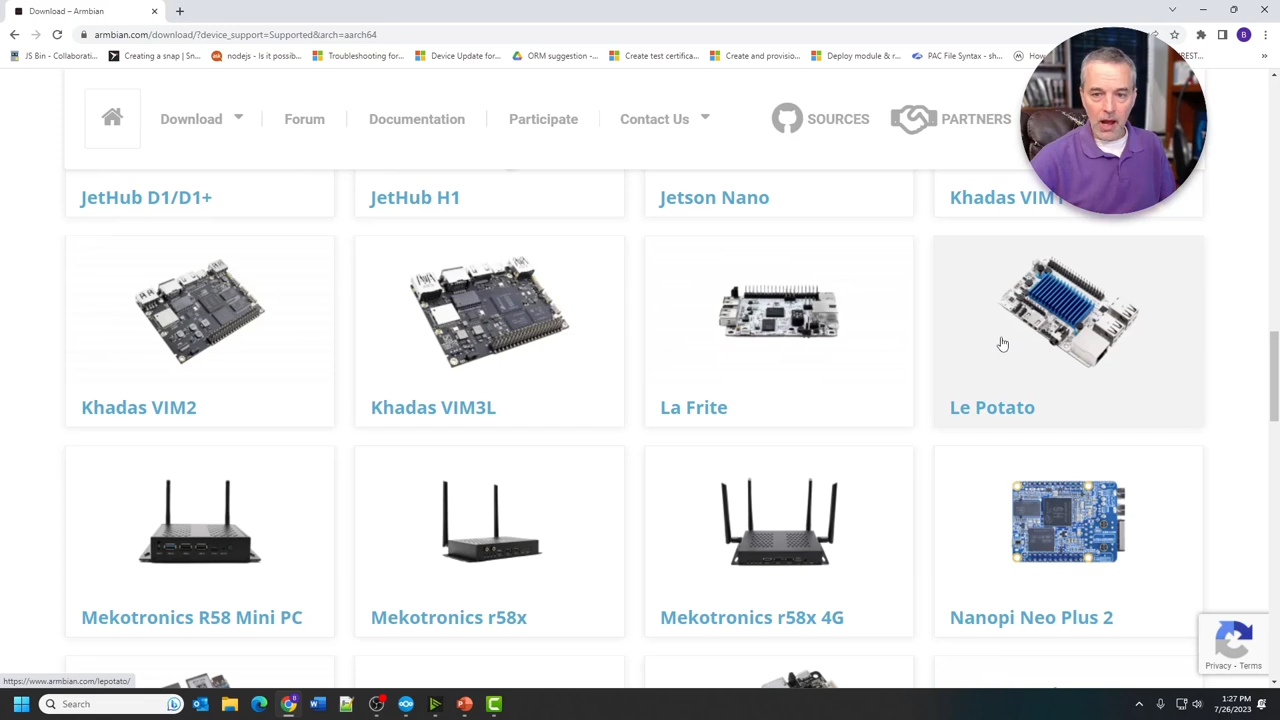 Download – Armbian
armbian.com/download/?device_support=Supported&arch=aarch64
B
JS Bin - Collaborati...
Creating a snap | Sn...
nodejs - Is it possib...
Troubleshooting for...
Device Update for...
ORM suggestion -...
Create test certifica...
Create and provisio...
Deploy module & r...
PAC File Syntax - sh...
How
REST...
Download
Forum
Documentation
Participate
Contact Us
SOURCES
PARTNERS
JetHub D1/D1+
JetHub H1
Jetson Nano
Khadas VIM1
Khadas VIM2
Khadas VIM3L
La Frite
Le Potato
Mekotronics R58 Mini PC
Mekotronics r58x
Mekotronics r58x 4G
Nanopi Neo Plus 2
Privacy - Terms
https://www.armbian.com/lepotato/
Search
1:27 PM
7/26/2023